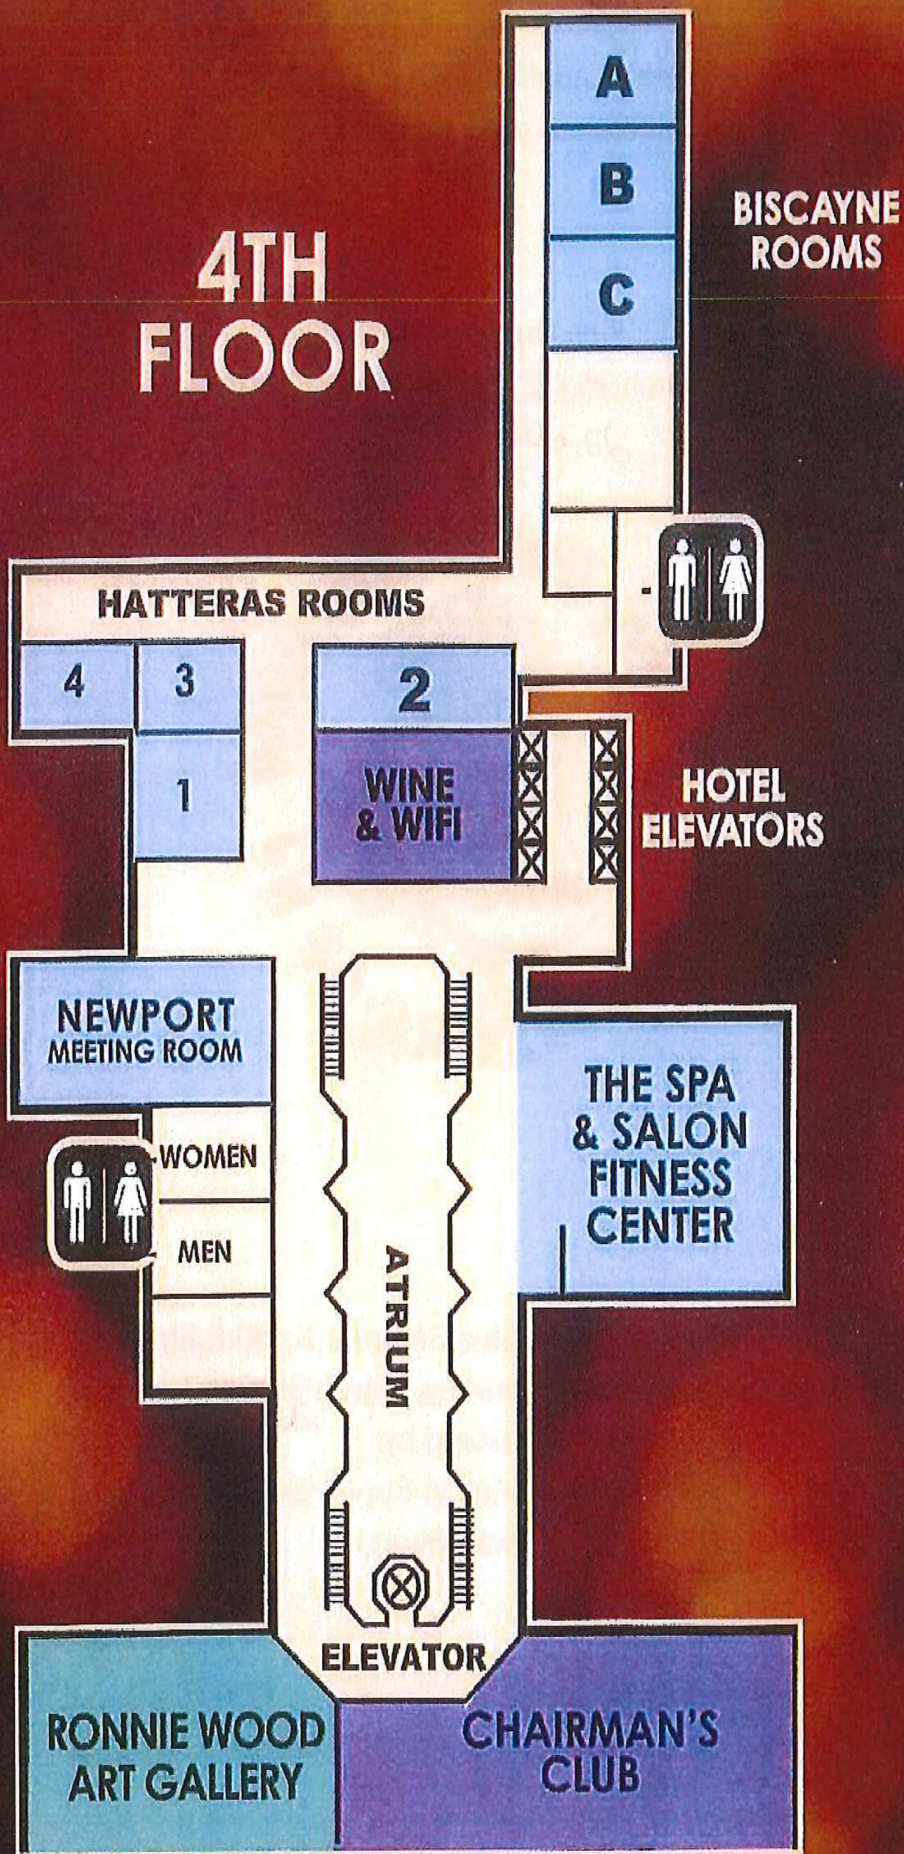 4TH
FLOOR
A
B
C
BISCAYNE
ROOMS
HATTERAS ROOMS
4
3
2
1
WINE
& WIFI
HOTEL
ELEVATORS
NEWPORT
MEETING ROOM
WOMEN
MEN
THE SPA
& SALON
FITNESS
CENTER
ATRIUM
ELEVATOR
RONNIE WOOD
ART GALLERY
CHAIRMAN'S
CLUB